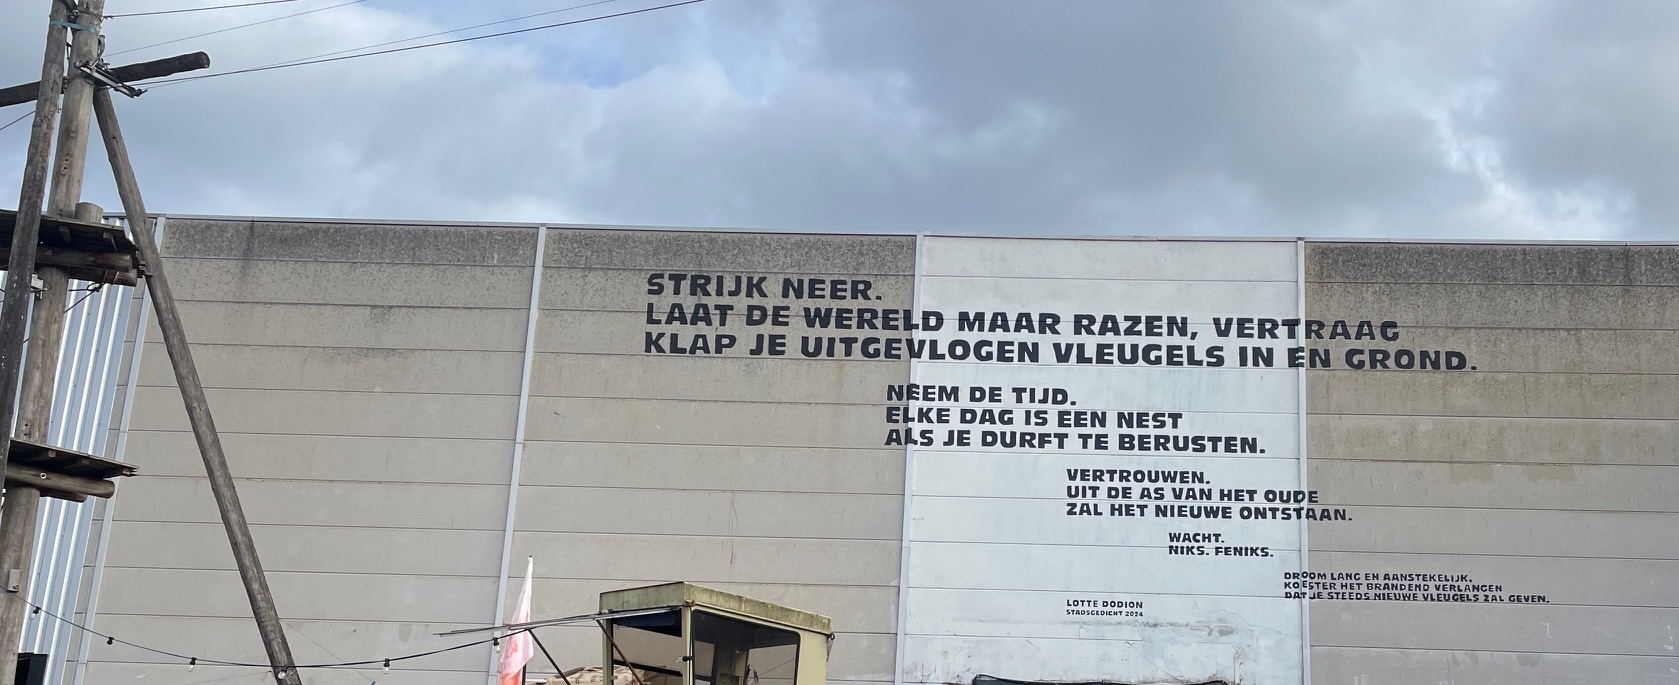 STRIJK NEER.
LAAT DE WERELD MAAR RAZEN, VERTRAAG
KLAP JE UITGEVLOGEN VLEUGELS IN EN GROND.
NEEM DE TIJD.
ELKE DAG IS EEN NEST
ALS JE DURFT TE BERUSTEN.
VERTROUWEN.
UIT DE AS VAN HET OUDE
ZAL HET NIEUWE ONTSTAAN.
WACHT.
NIKS. FENIKS.
DROOM LANG EN AANSTEKELIJK.
KOESTER HET BRANDEND VERLANGEN
DAT JE STEEDS NIEUWE VLEUGELS ZAL GEVEN.
LOTTE DODION
STADSGEDICHT 2024